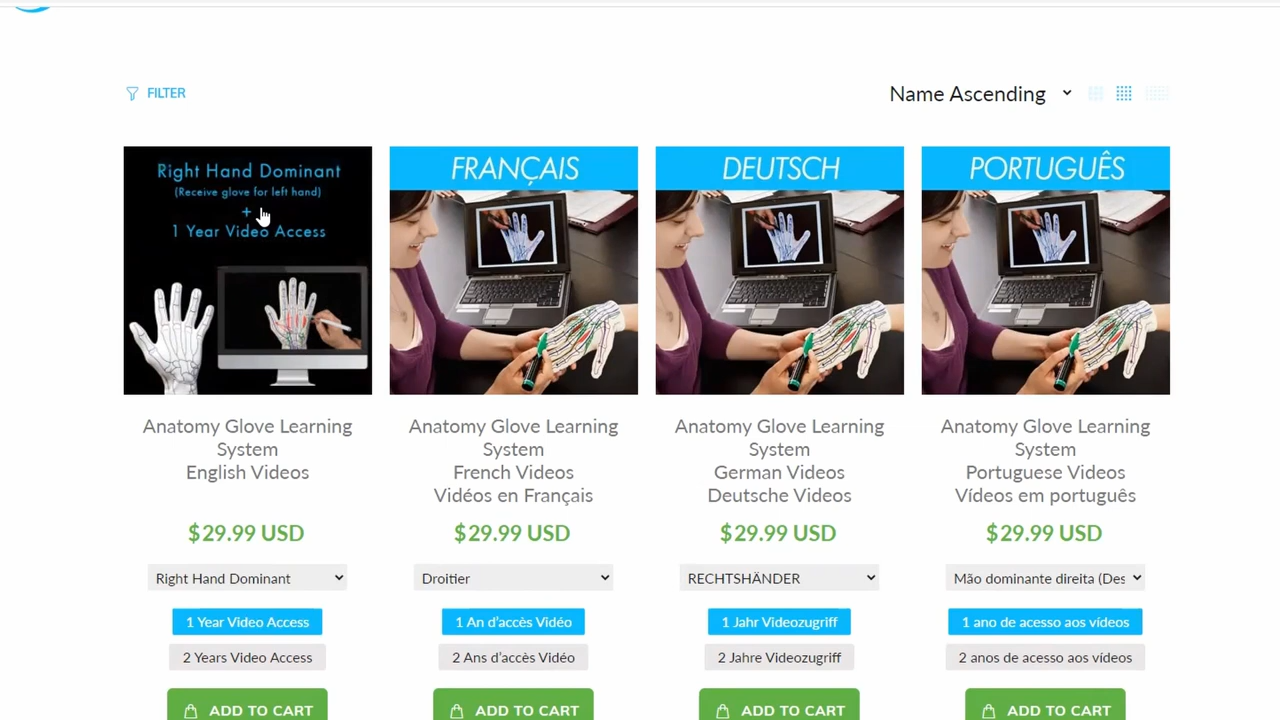 FILTER
Name Ascending
Right Hand Dominant
(Receive glove for left hand)
+
1 Year Video Access
FRANÇAIS
DEUTSCH
PORTUGUÊS
Anatomy Glove Learning
System
English Videos
Anatomy Glove Learning
System
French Videos
Vidéos en Français
Anatomy Glove Learning
System
German Videos
Deutsche Videos
Anatomy Glove Learning
System
Portuguese Videos
Vídeos em português
$29.99 USD
$29.99 USD
$29.99 USD
$29.99 USD
Right Hand Dominant
Droitier
RECHTSHÄNDER
Mão dominante direita (Des
1 Year Video Access
1 An d’accès Vidéo
1 Jahr Videozugriff
1 ano de acesso aos vídeos
2 Years Video Access
2 Ans d’accès Vidéo
2 Jahre Videozugriff
2 anos de acesso aos vídeos
ADD TO CART
ADD TO CART
ADD TO CART
ADD TO CART